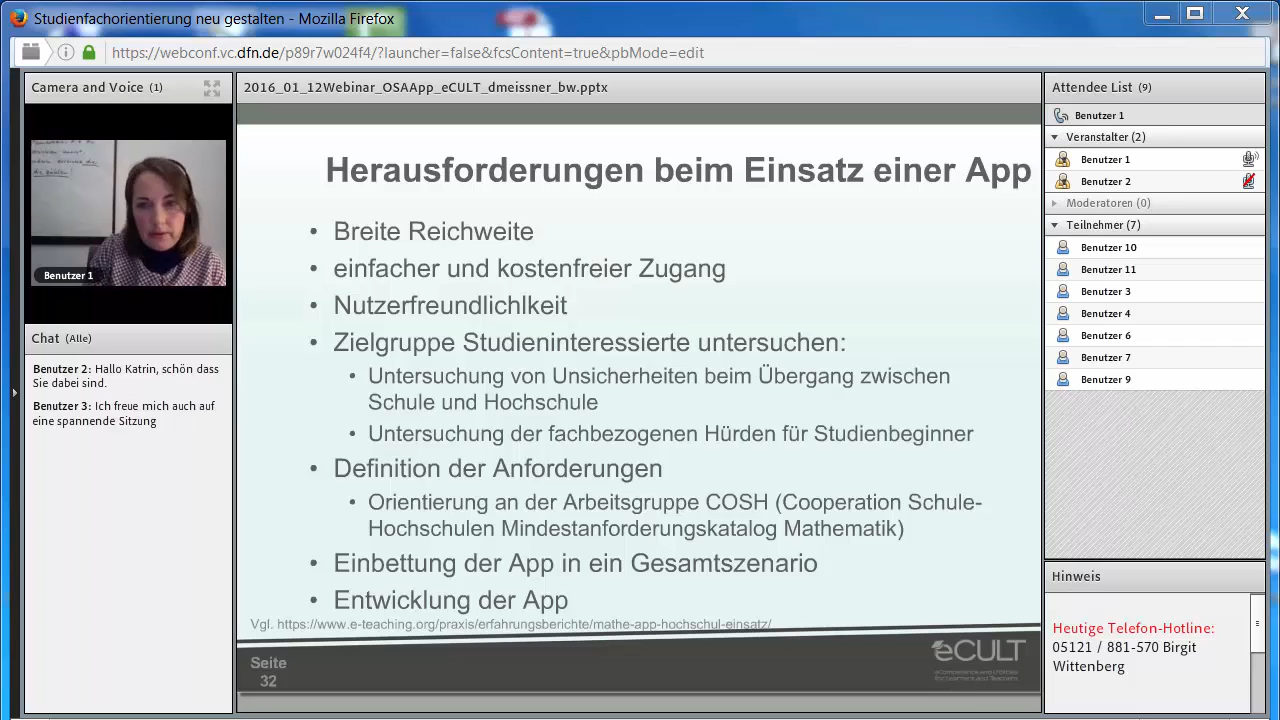 Studienfachorientierung neu gestalten - Mozilla Firefox
https://webconf.vc.dfn.de/p89r7w024f4/?launcher=false&fcsContent=true&pbMode=edit
Camera and Voice (1)
Benutzer 1
Chat (Alle)
Benutzer 2: Hallo Katrin, schön dass
Sie dabei sind.
Benutzer 3: Ich freue mich auch auf
eine spannende Sitzung
2016_01_12Webinar_OSAApp_eCULT_dmeissner_bw.pptx
Herausforderungen beim Einsatz einer App
• Breite Reichweite
• einfacher und kostenfreier Zugang
• Nutzerfreundlichlkeit
• Zielgruppe Studieninteressierte untersuchen:
• Untersuchung von Unsicherheiten beim Übergang zwischen
Schule und Hochschule
• Untersuchung der fachbezogenen Hürden für Studienbeginner
• Definition der Anforderungen
• Orientierung an der Arbeitsgruppe COSH (Cooperation Schule-
Hochschulen Mindestanforderungskatalog Mathematik)
• Einbettung der App in ein Gesamtszenario
• Entwicklung der App
Vgl. https://www.e-teaching.org/praxis/erfahrungsberichte/mathe-app-hochschul-einsatz/
Seite
32
eCULT
Attendee List (9)
Benutzer 1
Veranstalter (2)
Benutzer 1
Benutzer 2
Moderatoren (0)
Teilnehmer (7)
Benutzer 10
Benutzer 11
Benutzer 3
Benutzer 4
Benutzer 6
Benutzer 7
Benutzer 9
Hinweis
Heutige Telefon-Hotline:
05121 / 881-570 Birgit
Wittenberg